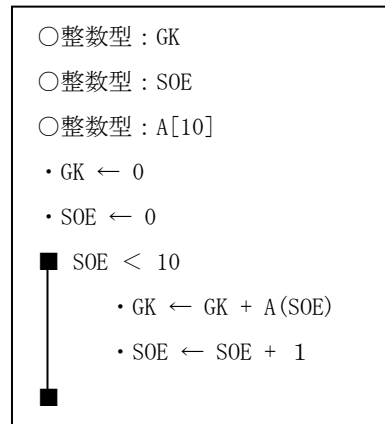 ○整数型：GK
○整数型：SOE
○整数型：A[10]
・GK ← 0
・SOE ← 0
■ SOE < 10
・GK ← GK + A(SOE)
・SOE ← SOE + １
■